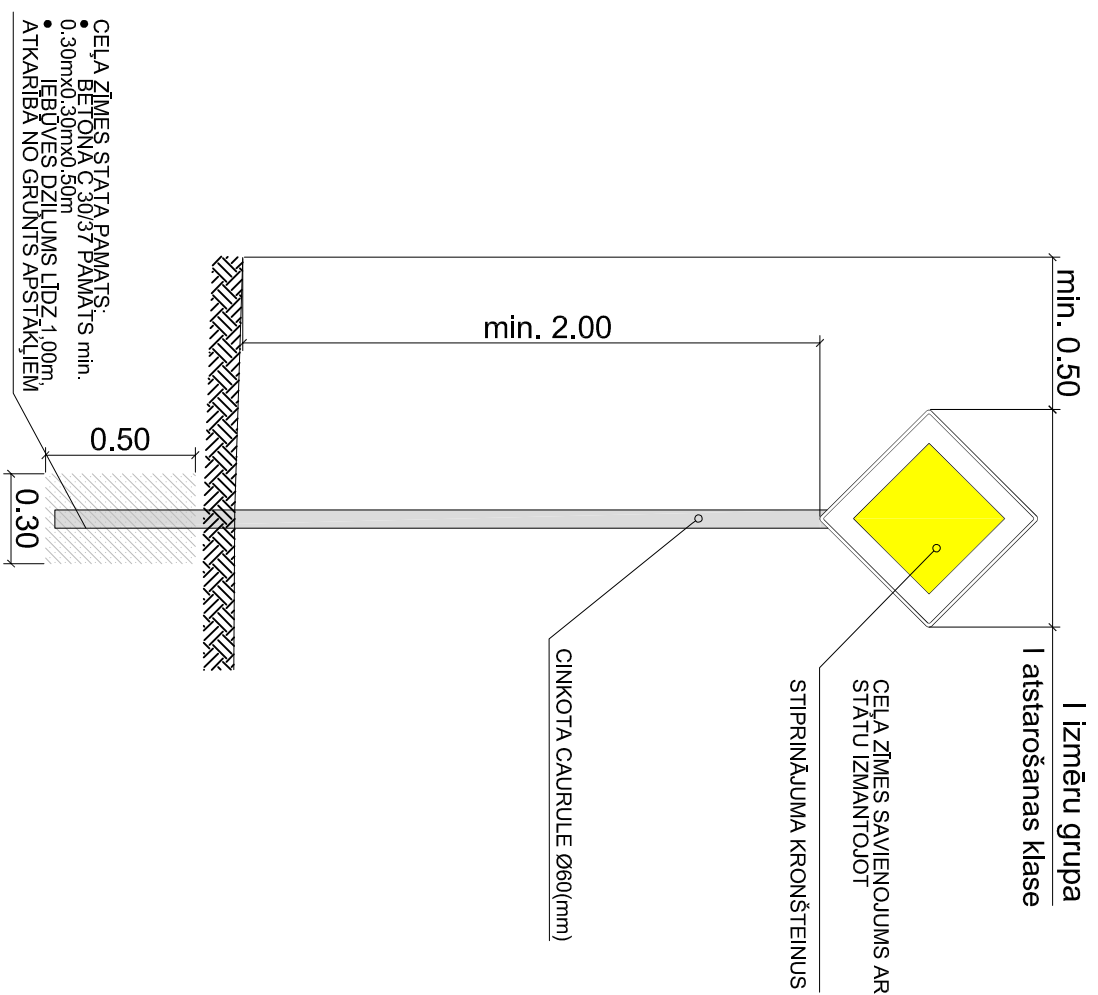 min. 0.50
I izmēru grupa
I atstarošanas klase
CEĻA ZĪMES SAVIENOJUMS AR
STATU IZMANTOJOT
STIPRINĀJUMA KRONŠTEINUS
min. 2.00
CINKOTA CAURULE Ø60(mm)
0.50
0.30
CEĻA ZĪMES STATA PAMATS:
• BETONA C 30/37 PAMATS min.
0.30mx0.30mx0.50m
• IEBŪVES DZIĻUMS LĪDZ 1,00m,
ATKARĪBĀ NO GRUNTS APSTĀKĻIEM